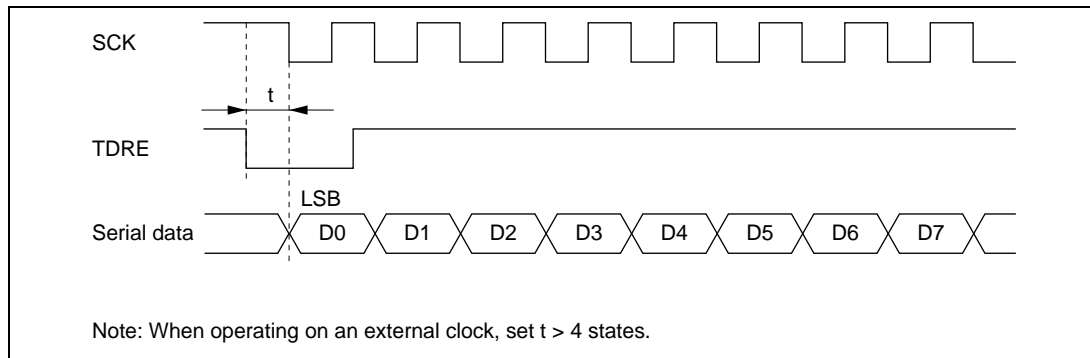 SCK
t
TDRE
LSB
Serial data D0 D1 D2 D3 D4 D5 D6 D7
Note: When operating on an external clock, set t > 4 states.